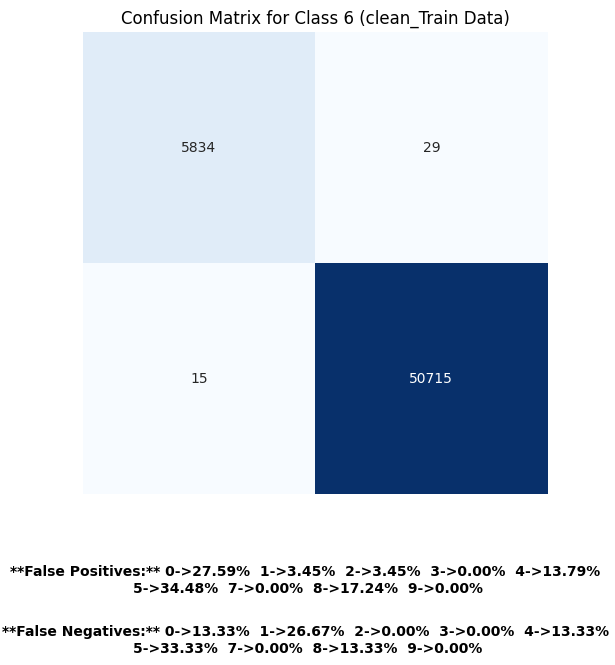 Confusion Matrix for Class 6 (clean_Train Data)
5834 29
15 50715
**False Positives:** 0->27.59% 1->3.45% 2->3.45% 3->0.00% 4->13.79%
5->34.48% 7->0.00% 8->17.24% 9->0.00%
**False Negatives:** 0->13.33% 1->26.67% 2->0.00% 3->0.00% 4->13.33%
5->33.33% 7->0.00% 8->13.33% 9->0.00%